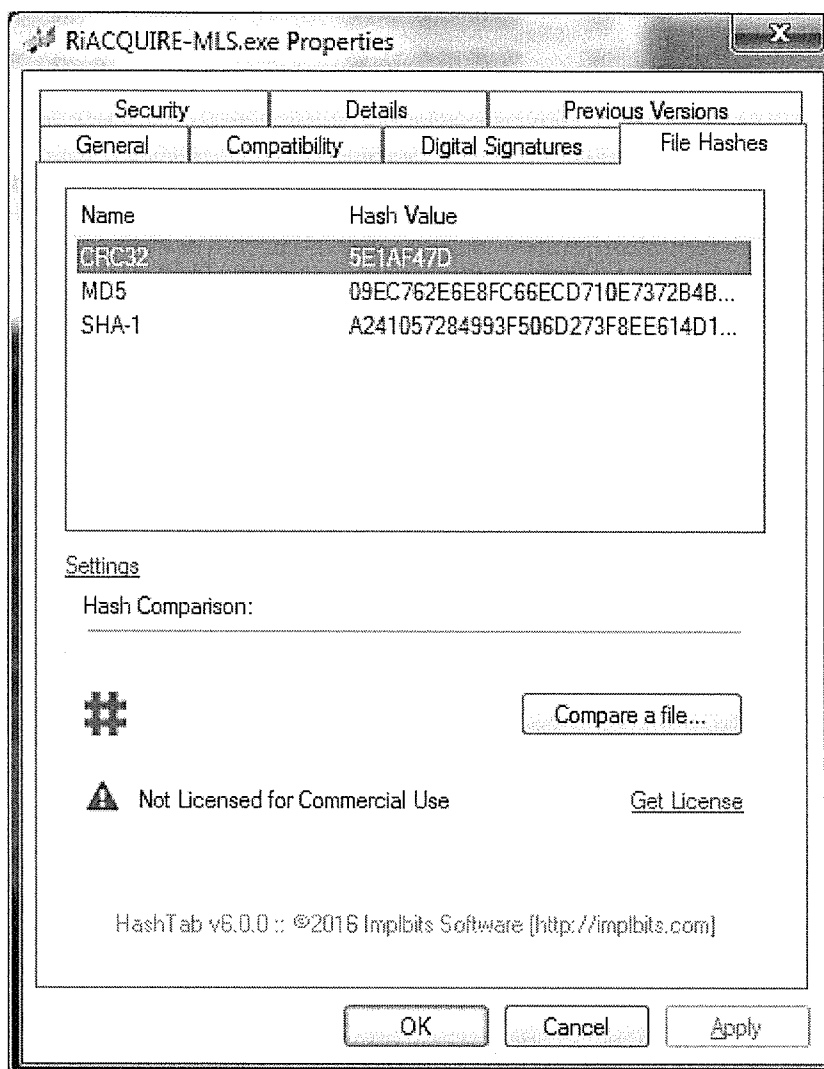 RiACQUIRE-MLS.exe Properties
Security Details Previous Versions
General Compatibility Digital Signatures File Hashes
Name Hash Value
CRC32 5E1AF47D
MD5 09EC762E6E8FC66ECD710E7372B4B...
SHA-1 A241057284993F506D273F8EE614D1...
Settings
Hash Comparison:
Compare a file...
Not Licensed for Commercial Use Get License
HashTab v6.0.0 :: ©2016 Implbits Software [http://implbits.com]
OK Cancel Apply